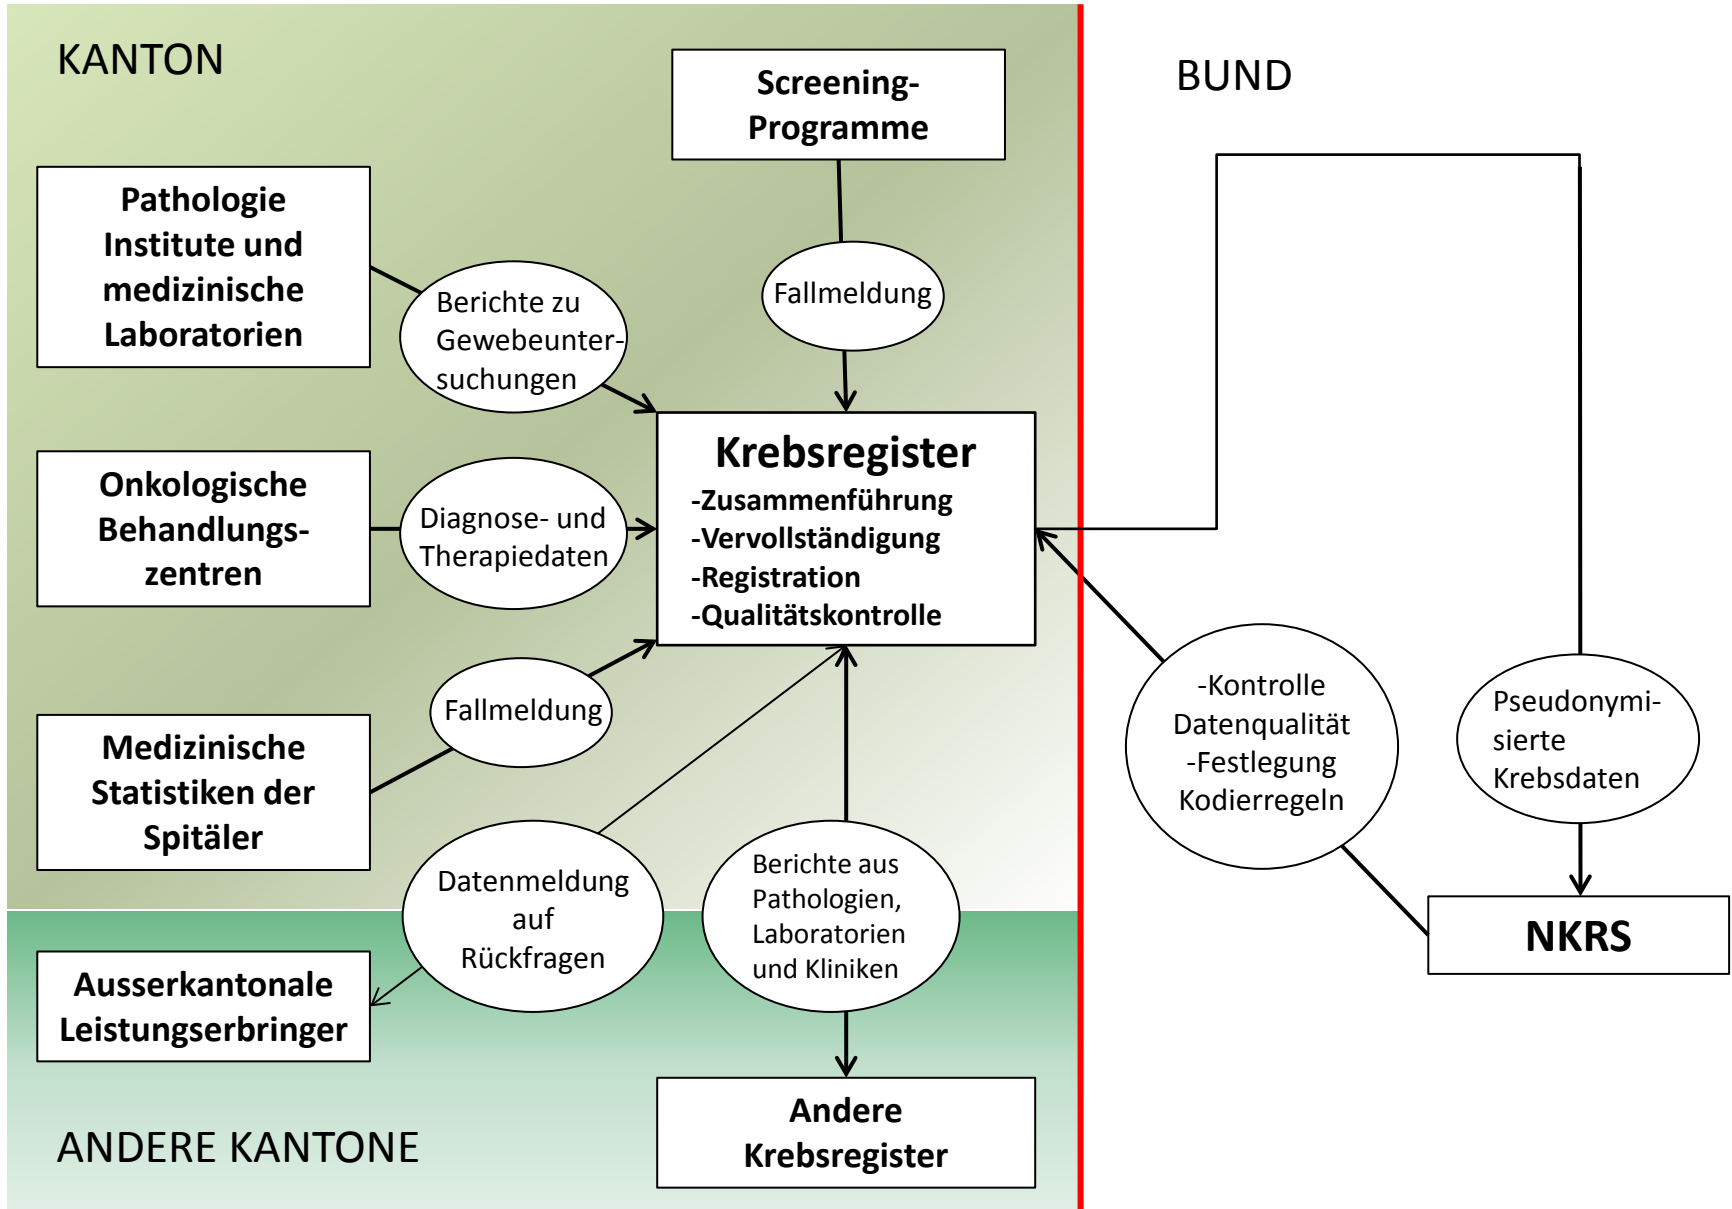 KANTON
BUND
Screening-
Programme
Pathologie
Institute und
medizinische
Laboratorien
Berichte zu
Gewebeunter-
suchungen
Fallmeldung
Krebsregister
-Zusammenführung
-Vervollständigung
-Registration
-Qualitätskontrolle
Onkologische
Behandlungs-
zentren
Diagnose- und
Therapiedaten
Medizinische
Statistiken der
Spitäler
Fallmeldung
-Kontrolle
Datenqualität
-Festlegung
Kodierregeln
Pseudonymi-
sierte
Krebsdaten
Datenmeldung
auf
Rückfragen
Berichte aus
Pathologien,
Laboratorien
und Kliniken
NKRS
Ausserkantonale
Leistungserbringer
Andere
Krebsregister
ANDERE KANTONE